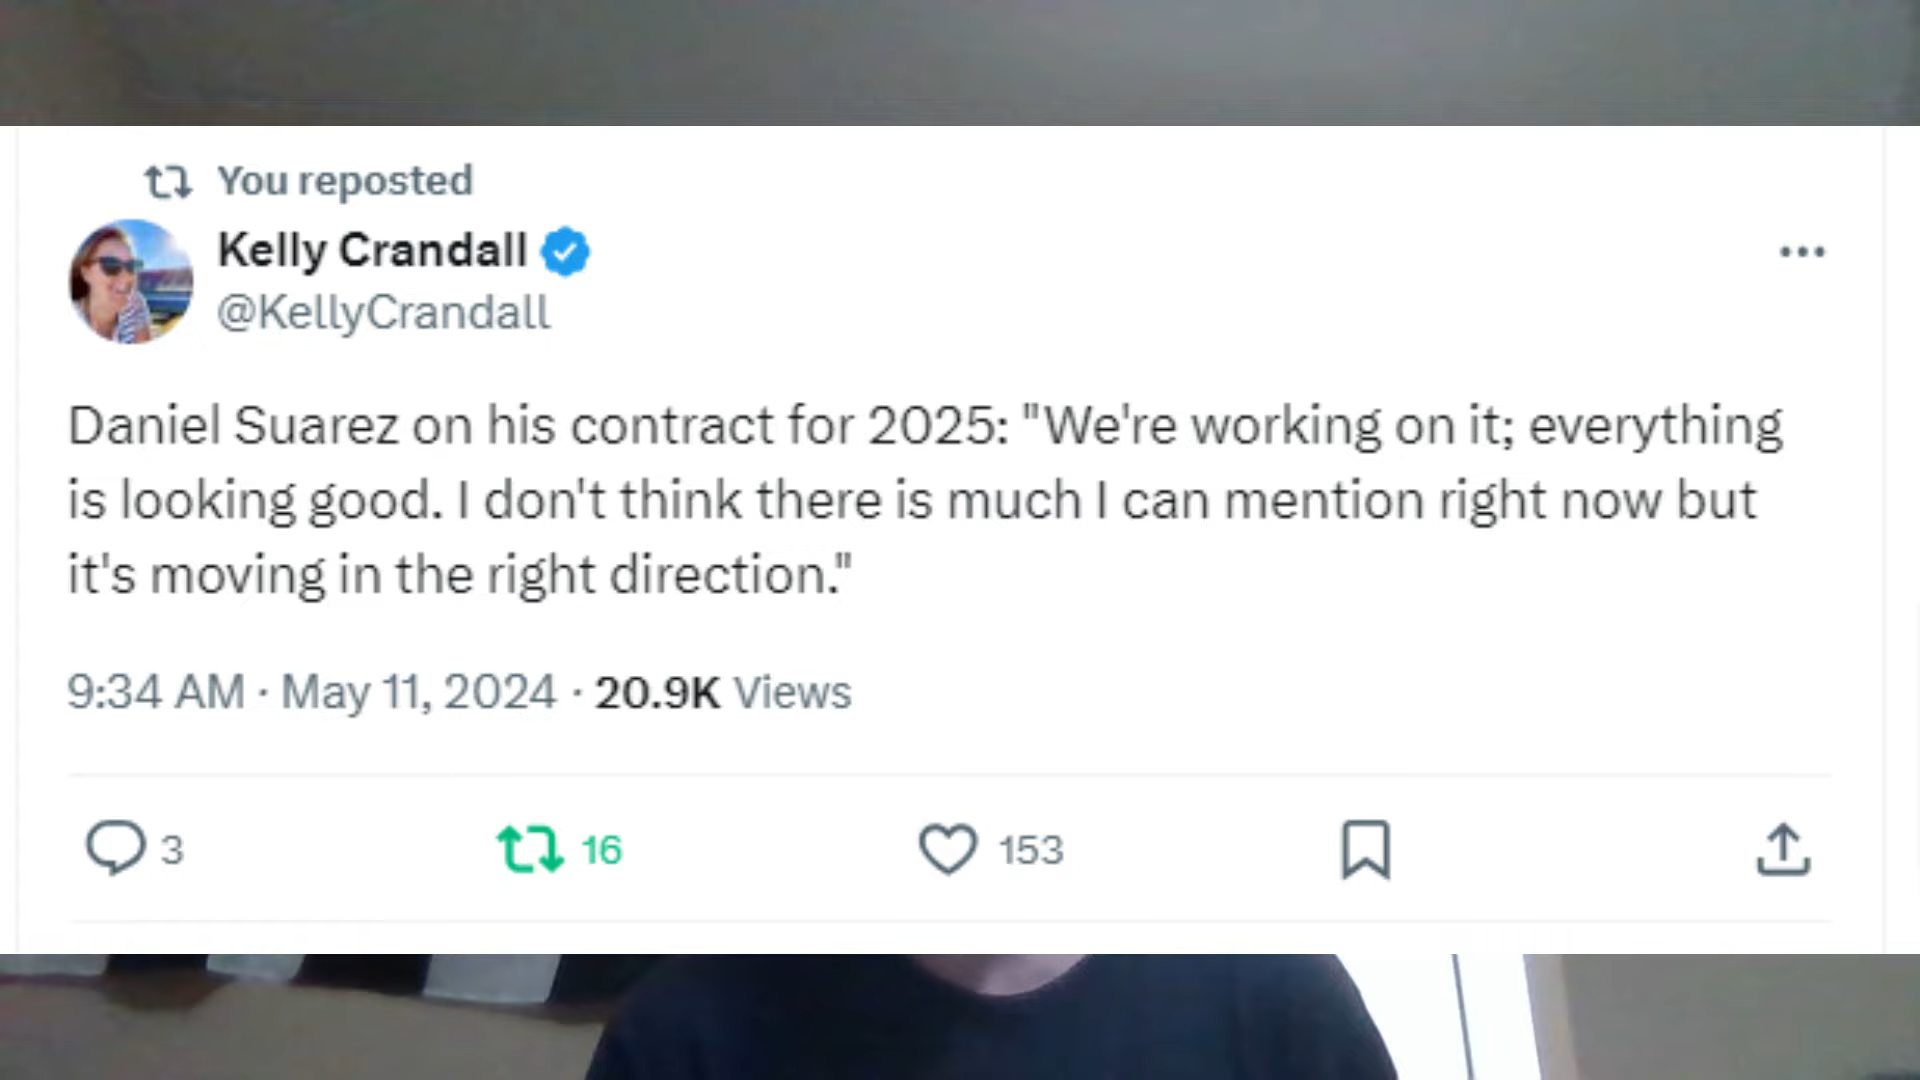 You reposted
Kelly Crandall
@KellyCrandall
Daniel Suarez on his contract for 2025: "We're working on it; everything
is looking good. I don't think there is much I can mention right now but
it's moving in the right direction."
9:34 AM · May 11, 2024 · 20.9K Views
3 16 153